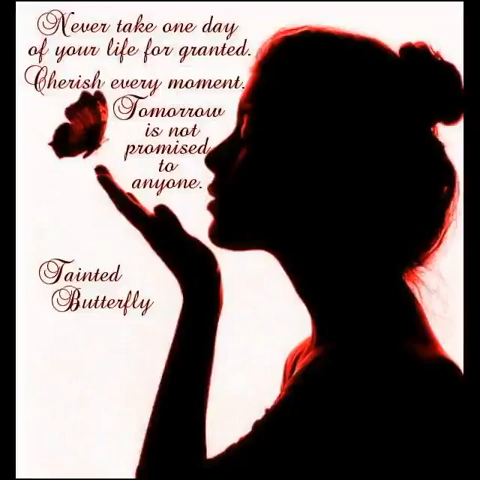 Never take one day
of your life for granted.
Cherish every moment.
Tomorrow
is not
promised
to
anyone.
Tainted
Butterfly